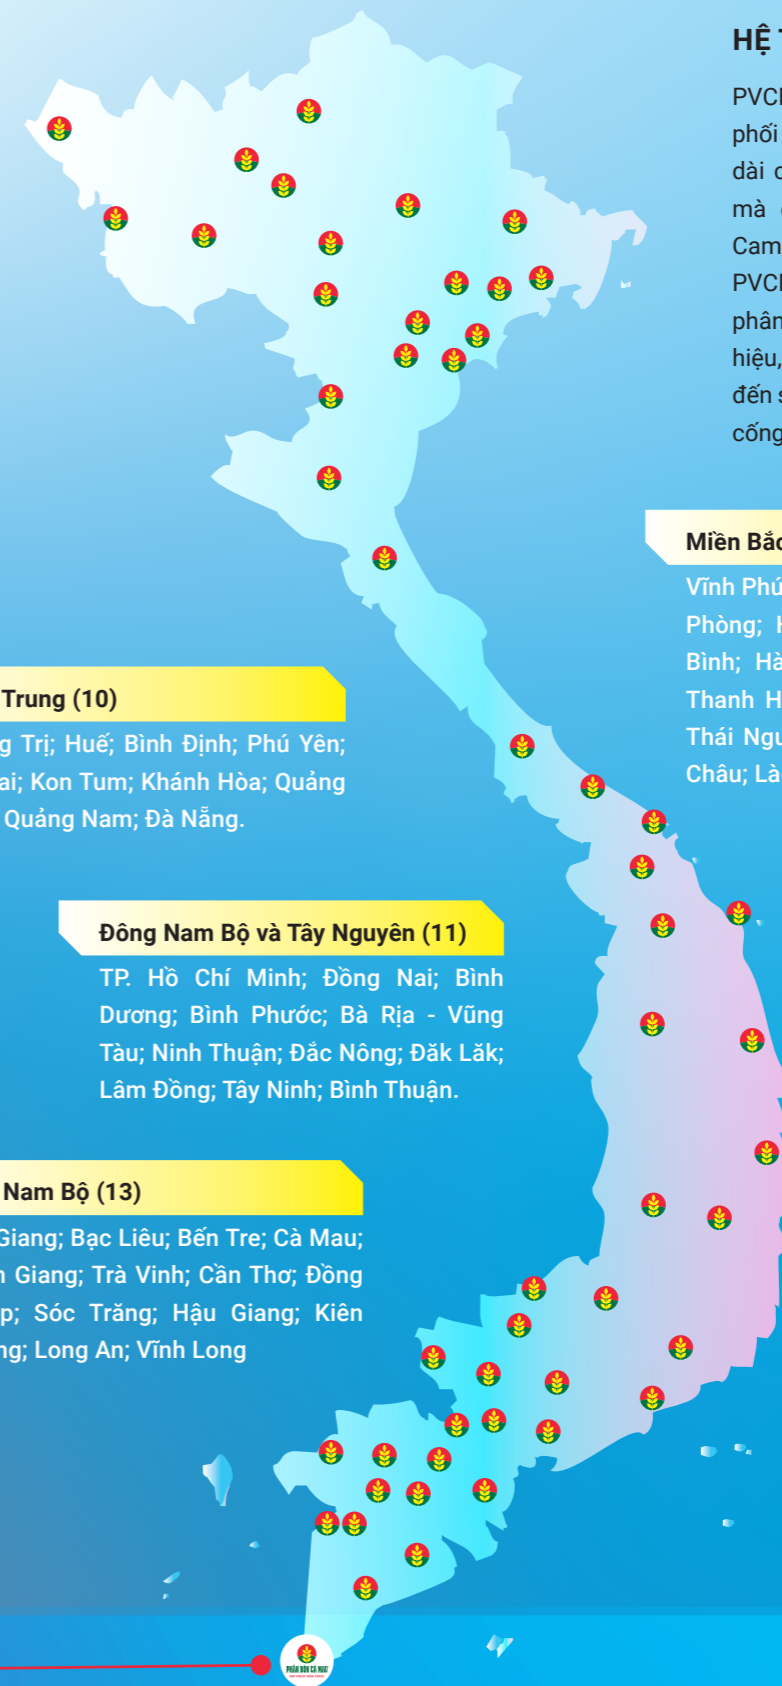 HỆ
PVC
phối
dài
mà
Cam
PVC
phân
hiệu,
đến
cống
Miền Bắc
Vĩnh Phú
Phòng;
Bình; Hà
Thanh H
Thái Ngu
Châu; Là
Trung (10)
g Trị; Huế; Bình Định; Phú Yên;
ai; Kon Tum; Khánh Hòa; Quảng
Quảng Nam; Đà Nẵng.
Đông Nam Bộ và Tây Nguyên (11)
TP. Hồ Chí Minh; Đồng Nai; Bình
Dương; Bình Phước; Bà Rịa - Vũng
Tàu; Ninh Thuận; Đắc Nông; Đăk Lăk;
Lâm Đồng; Tây Ninh; Bình Thuận.
Nam Bộ (13)
Giang; Bạc Liêu; Bến Tre; Cà Mau;
n Giang; Trà Vinh; Cần Thơ; Đồng
p; Sóc Trăng; Hậu Giang; Kiên
ng; Long An; Vĩnh Long
PHÂN BÓN CÀ MAU